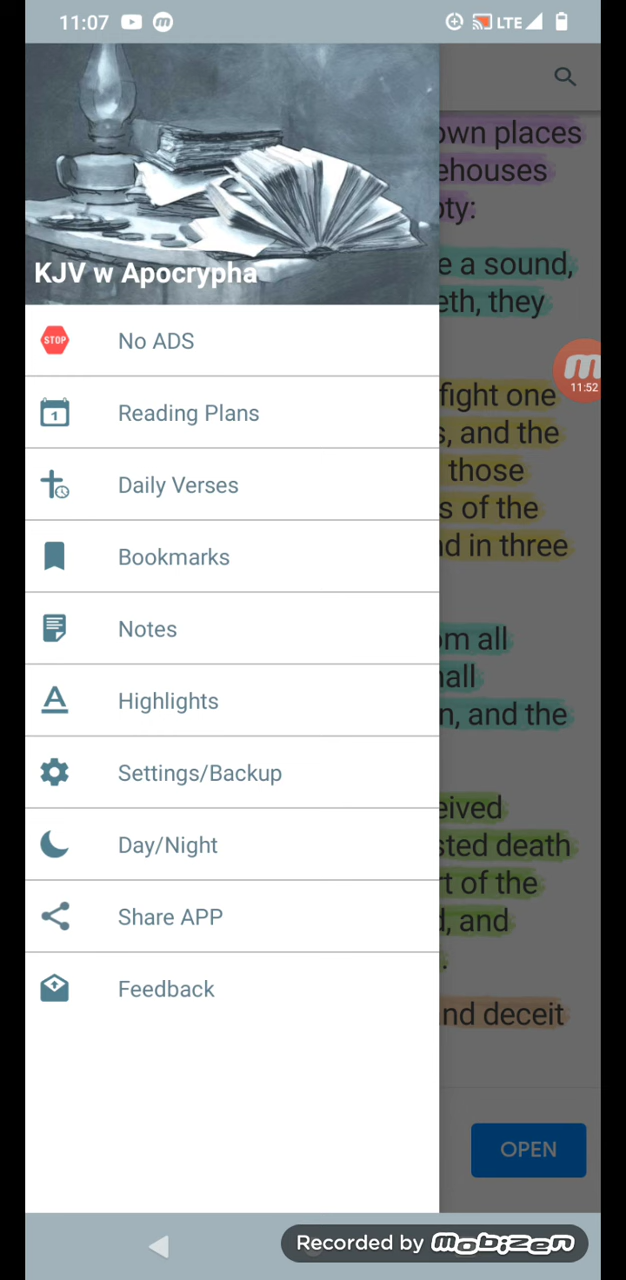 11:07
LTE
KJV w Apocrypha
STOP
No ADS
1
Reading Plans
Daily Verses
Bookmarks
Notes
Highlights
Settings/Backup
Day/Night
Share APP
Feedback
own places
ehouses
pty:
e a sound,
eth, they
11:52
fight one
s, and the
those
s of the
nd in three
om all
hall
n, and the
eived
sted death
rt of the
d, and
nd deceit
OPEN
Recorded by mobizen